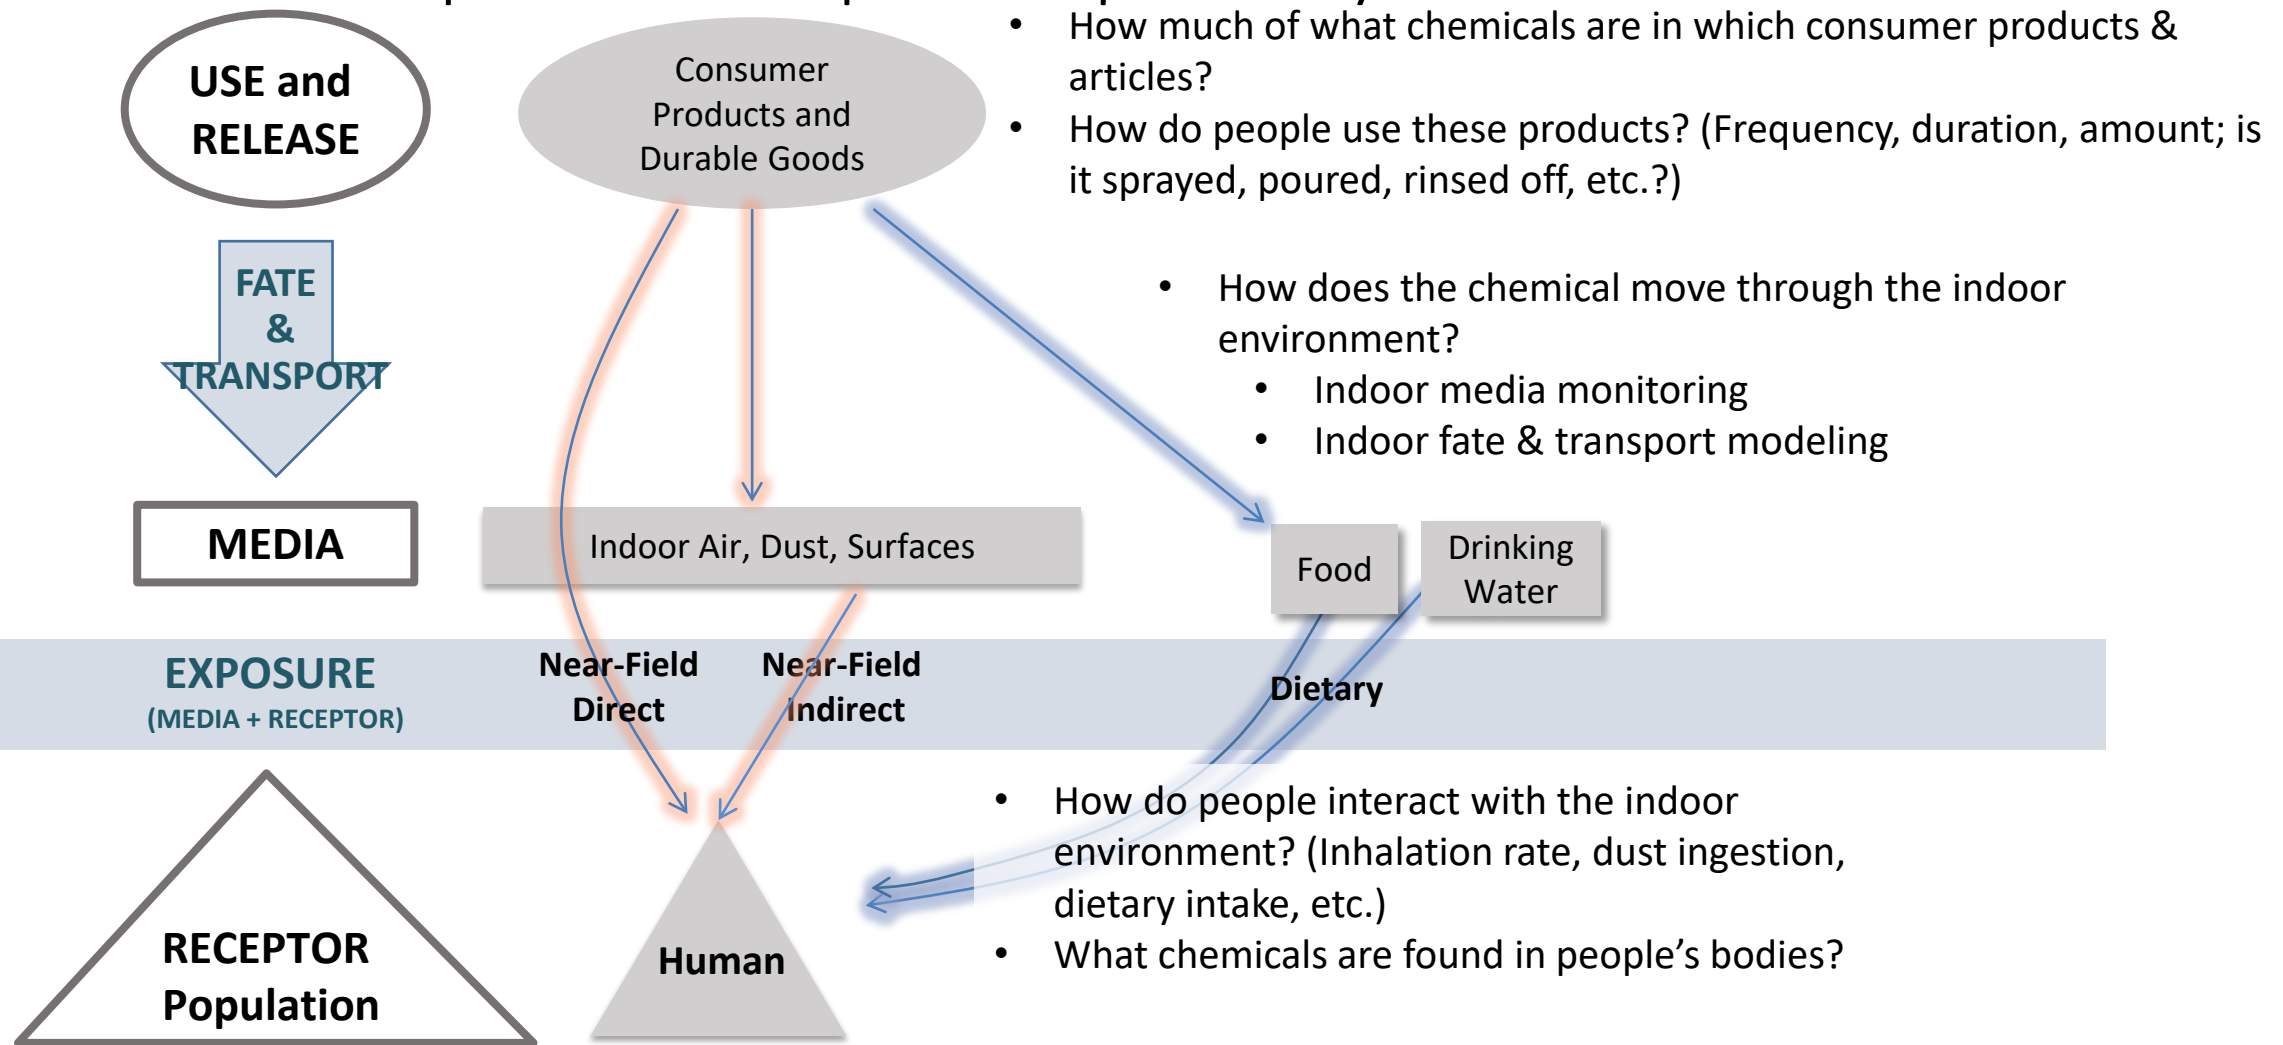 USE and
RELEASE
Consumer
Products and
Durable Goods
• How much of what chemicals are in which consumer products &
articles?
• How do people use these products? (Frequency, duration, amount; is
it sprayed, poured, rinsed off, etc.?)
FATE
&
TRANSPORT
• How does the chemical move through the indoor
environment?
• Indoor media monitoring
• Indoor fate & transport modeling
MEDIA
Indoor Air, Dust, Surfaces
Food
Drinking
Water
EXPOSURE
(MEDIA + RECEPTOR)
Near-Field
Direct
Near-Field
Indirect
Dietary
• How do people interact with the indoor
environment? (Inhalation rate, dust ingestion,
dietary intake, etc.)
• What chemicals are found in people’s bodies?
RECEPTOR
Population
Human